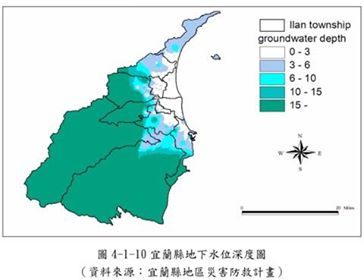 Ilan township
groundwater depth
0 - 3
3 - 6
6 - 10
10 - 15
15 -
N
W
E
S
0
20 Miles
圖 4-1-10 宜蘭縣地下水位深度圖
(資料來源：宜蘭縣地區災害防救計畫)